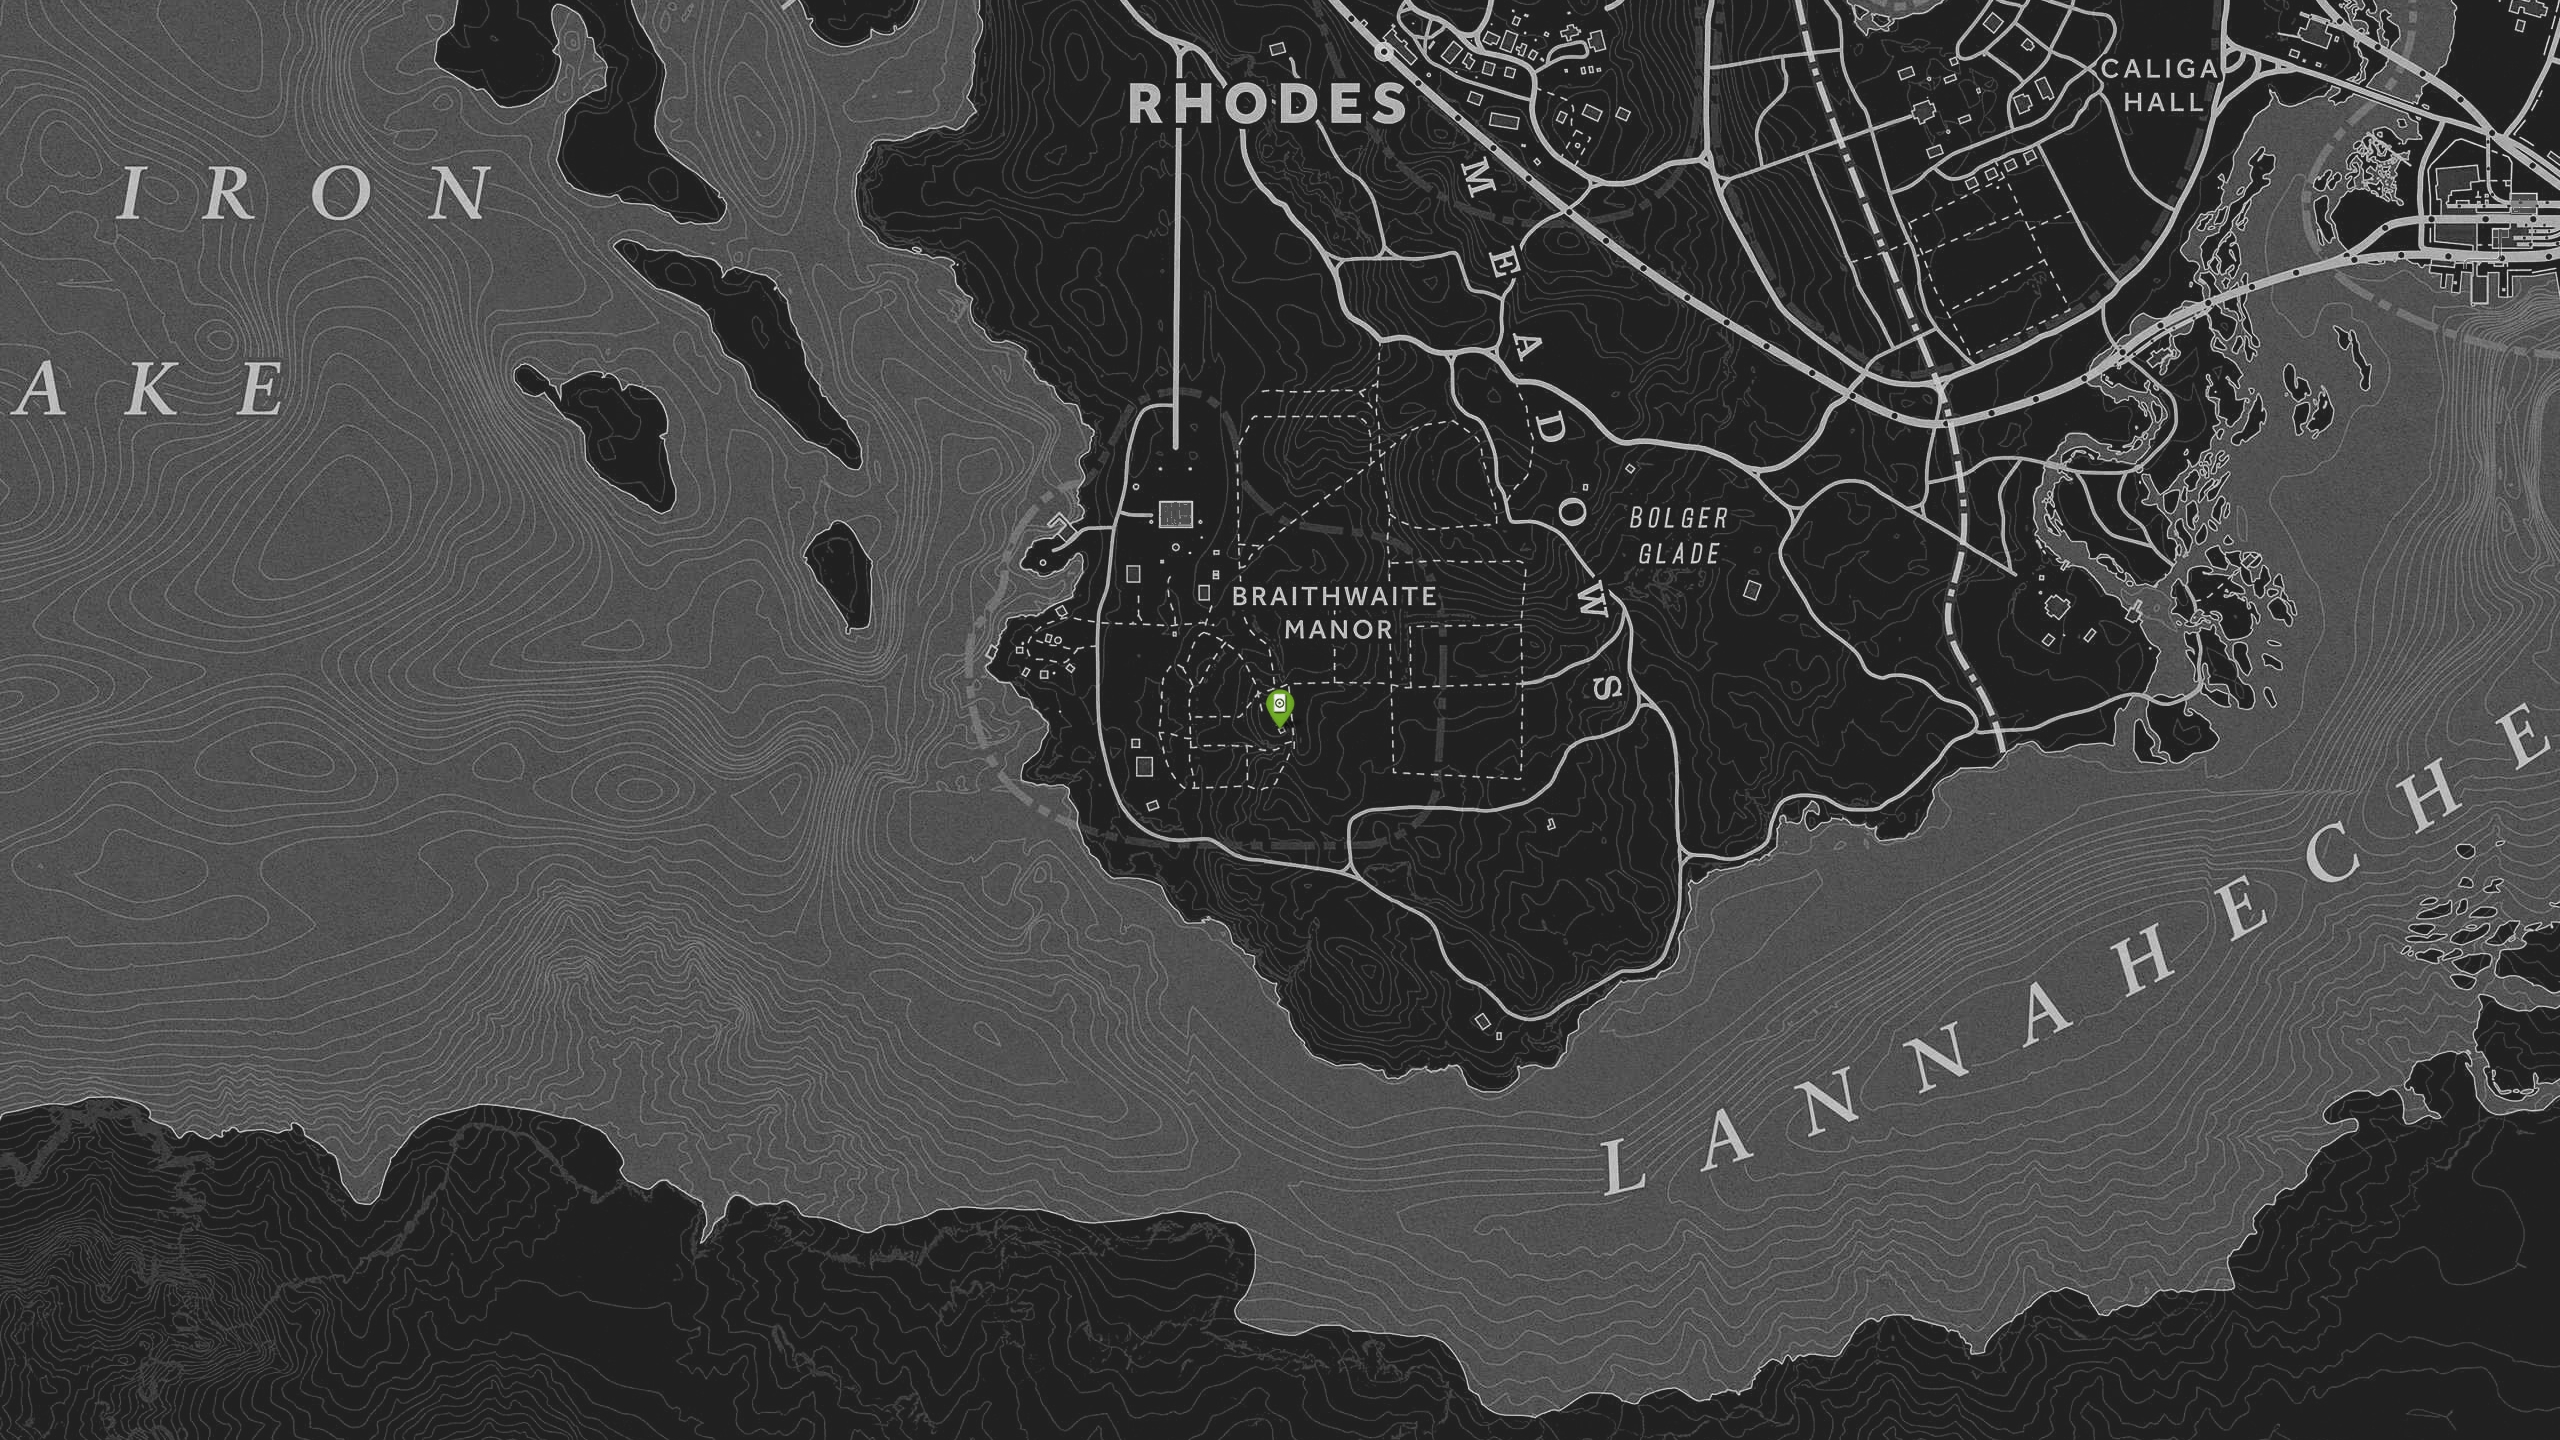 CALIGA
HALL
RHODES
IRON
AKE
MEADOWS
BOLGER
GLADE
BRAITHWAITE
MANOR
LANNAHECHE